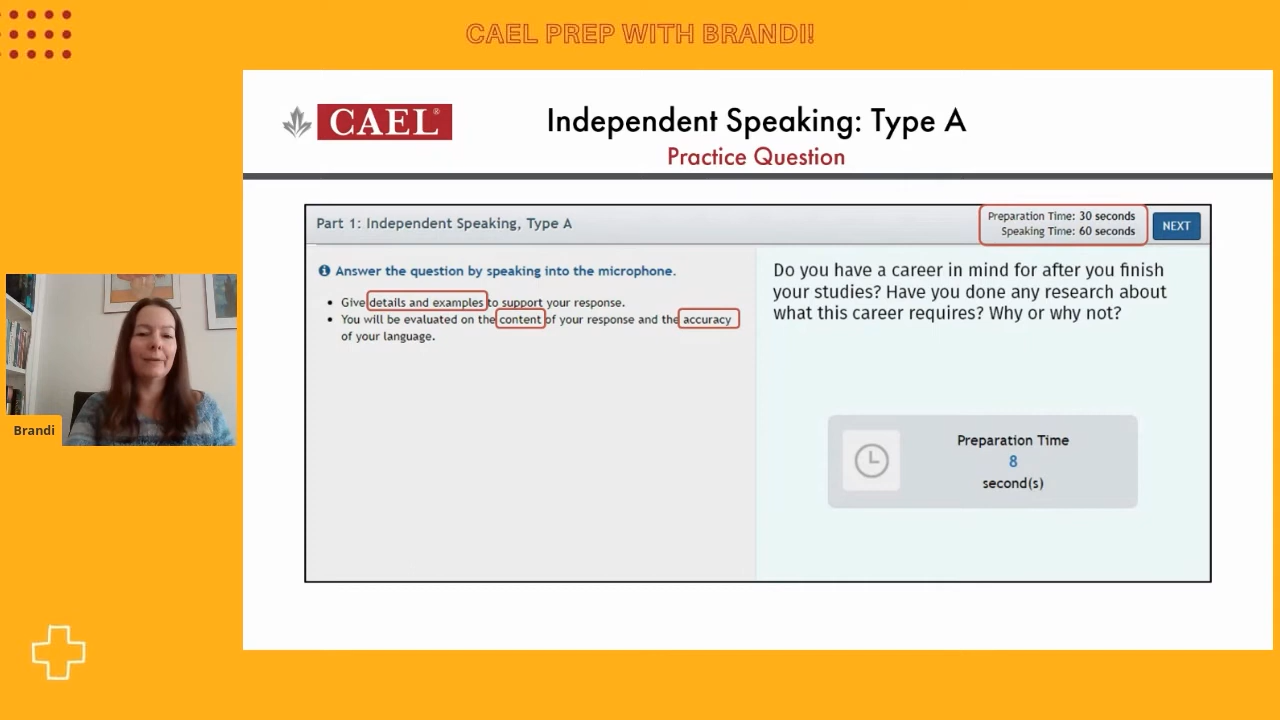 CAEL PREP WITH BRANDI!
CAEL®
Independent Speaking: Type A
Practice Question
Part 1: Independent Speaking, Type A
Preparation Time: 30 seconds
Speaking Time: 60 seconds
NEXT
Answer the question by speaking into the microphone.
• Give details and examples to support your response.
• You will be evaluated on the content of your response and the accuracy
of your language.
Do you have a career in mind for after you finish
your studies? Have you done any research about
what this career requires? Why or why not?
Preparation Time
8
second(s)
Brandi